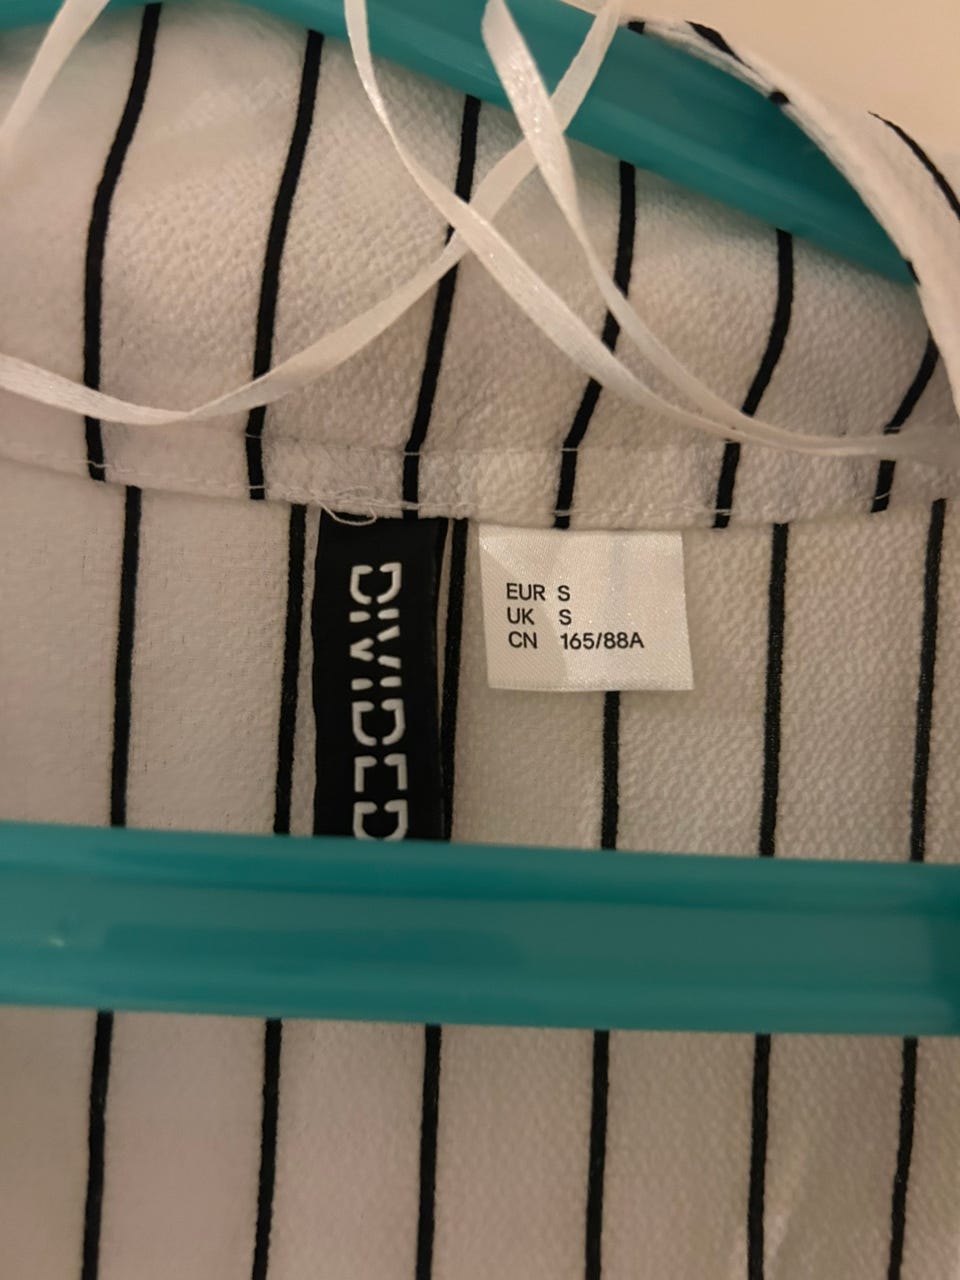 DIVIDED
EUR S
UK S
CN 165/88A